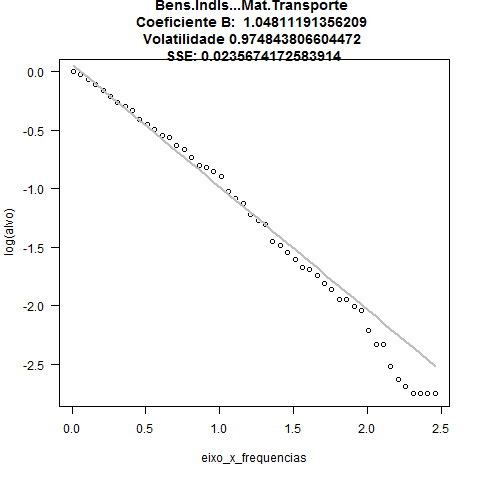 Bens.Indis...Mat.Transporte
Coeficiente B:  1.04811191356209
Volatilidade 0.974843806604472
SSE: 0.0235674172583914
0.0
-0.5
-1.0
-1.5
-2.0
-2.5
log(alvo)
0.0 0.5 1.0 1.5 2.0 2.5
eixo_x_frequencias